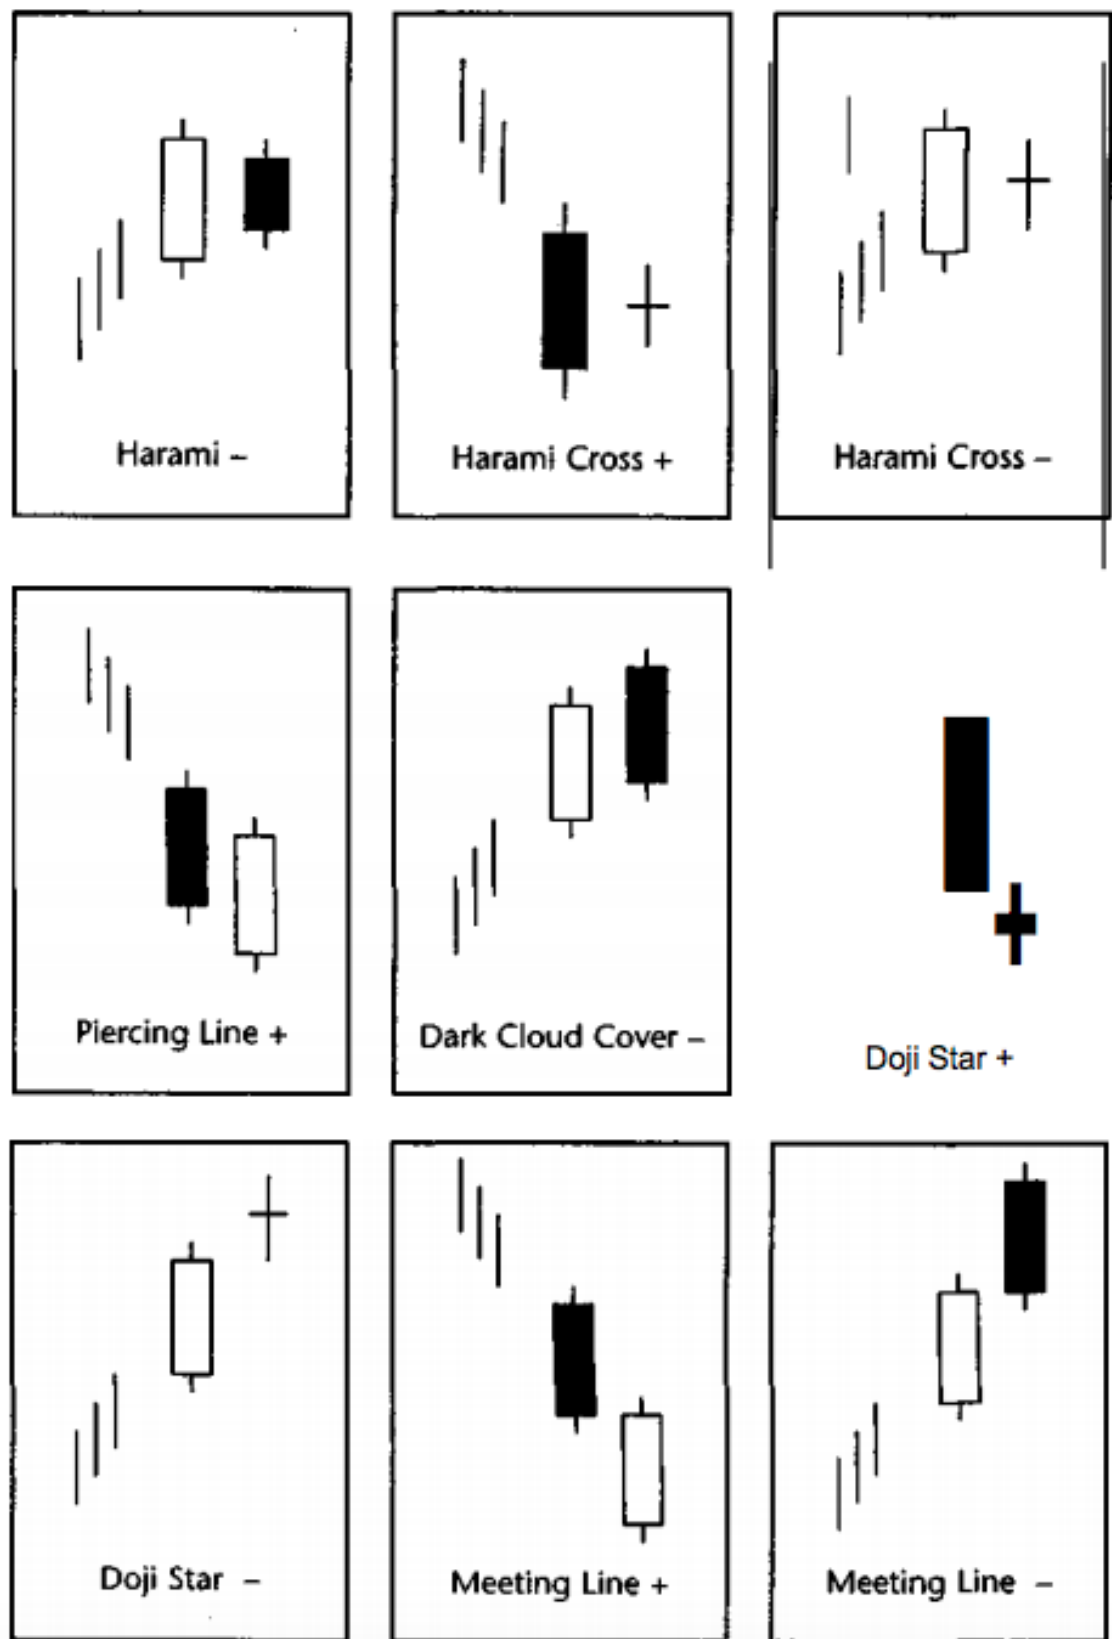 Harami –
Harami Cross +
Harami Cross –
Piercing Line +
Dark Cloud Cover –
Doji Star +
Doji Star –
Meeting Line +
Meeting Line –